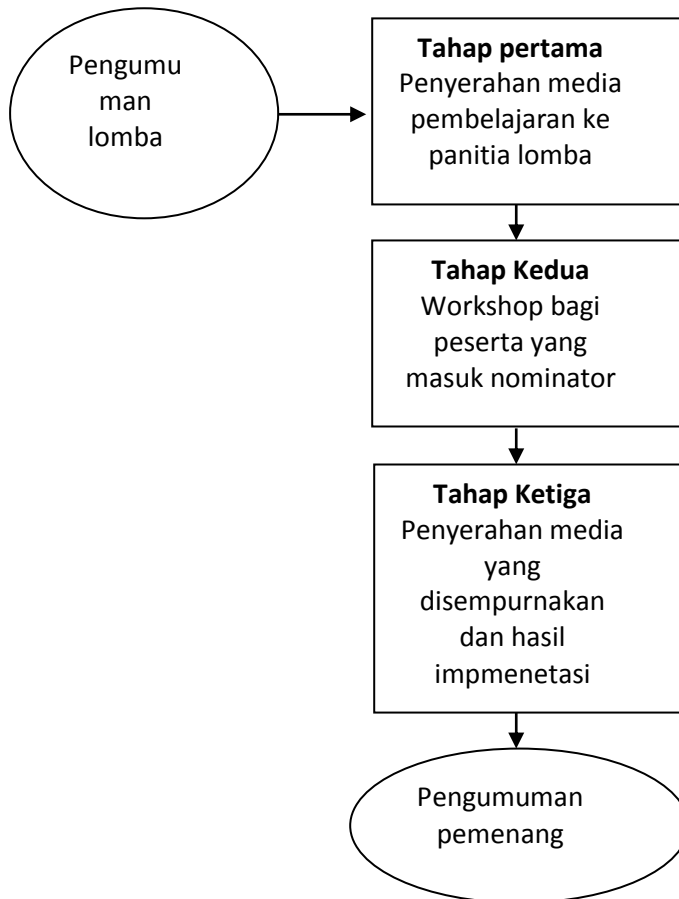 Pengumu
man
lomba
Tahap pertama
Penyerahan media
pembelajaran ke
panitia lomba
Tahap Kedua
Workshop bagi
peserta yang
masuk nominator
Tahap Ketiga
Penyerahan media
yang
disempurnakan
dan hasil
impmenetasi
Pengumuman
pemenang